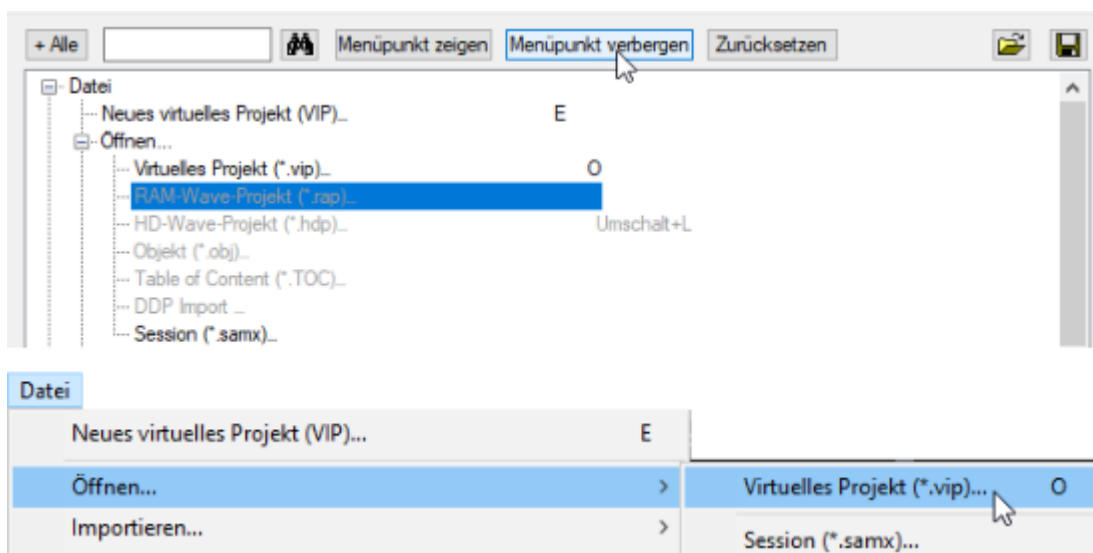 + Alle Menüpunkt zeigen Menüpunkt verbergen Zurücksetzen
Datei
Neues virtuelles Projekt (VIP)... E
Öffnen...
Virtuelles Projekt (*.vip)... O
RAM-Wave-Projekt (*.rap)...
HD-Wave-Projekt (*.hdp)... Umschalt+L
Objekt (*.obj)...
Table of Content (*.TOC)...
DDP Import ...
Session (*.samx)...
Datei
Neues virtuelles Projekt (VIP)... E
Öffnen... > Virtuelles Projekt (*.vip)... O
Importieren... > Session (*.samx)...